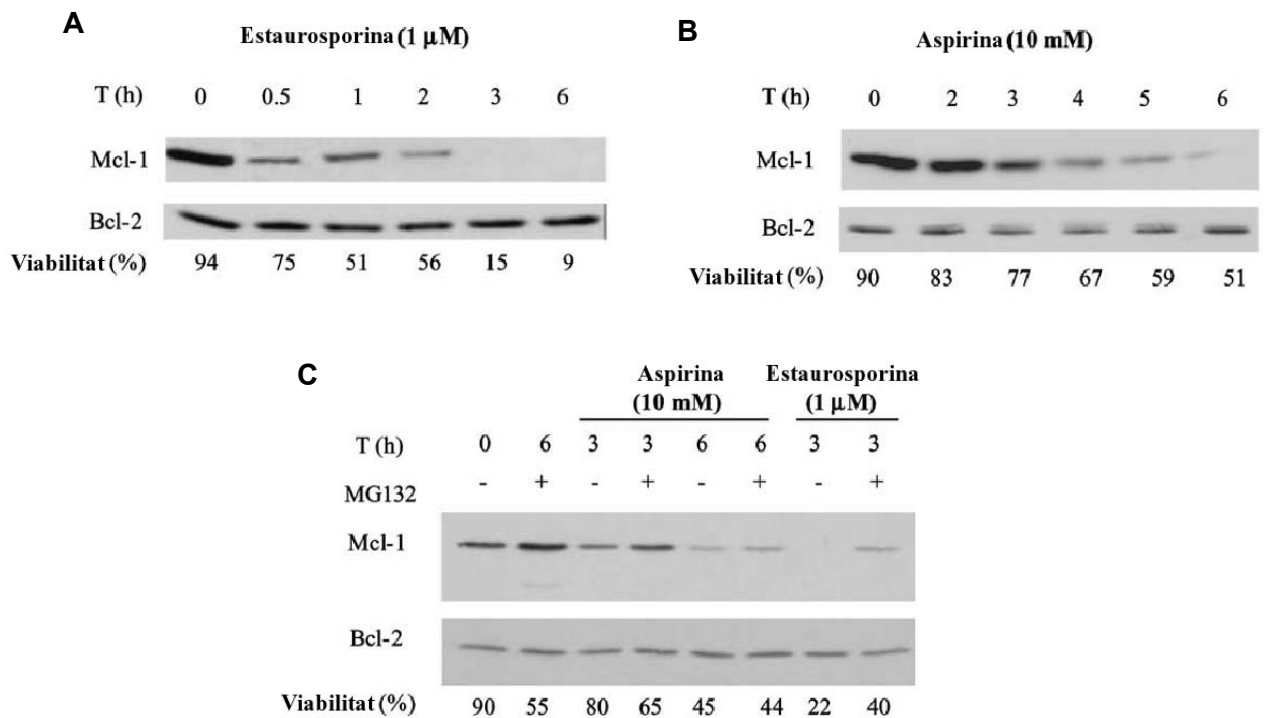 A
Estaurosporina (1 µM)
T (h) 0 0.5 1 2 3 6
Mcl-1
Bcl-2
Viabilitat (%) 94 75 51 56 15 9
B
Aspirina (10 mM)
T (h) 0 2 3 4 5 6
Mcl-1
Bcl-2
Viabilitat (%) 90 83 77 67 59 51
C
Aspirina
(10 mM)
Estaurosporina
(1 µM)
T (h) 0 6 3 3 6 6 3 3
MG132 - + - + - + - +
Mcl-1
Bcl-2
Viabilitat (%) 90 55 80 65 45 44 22 40